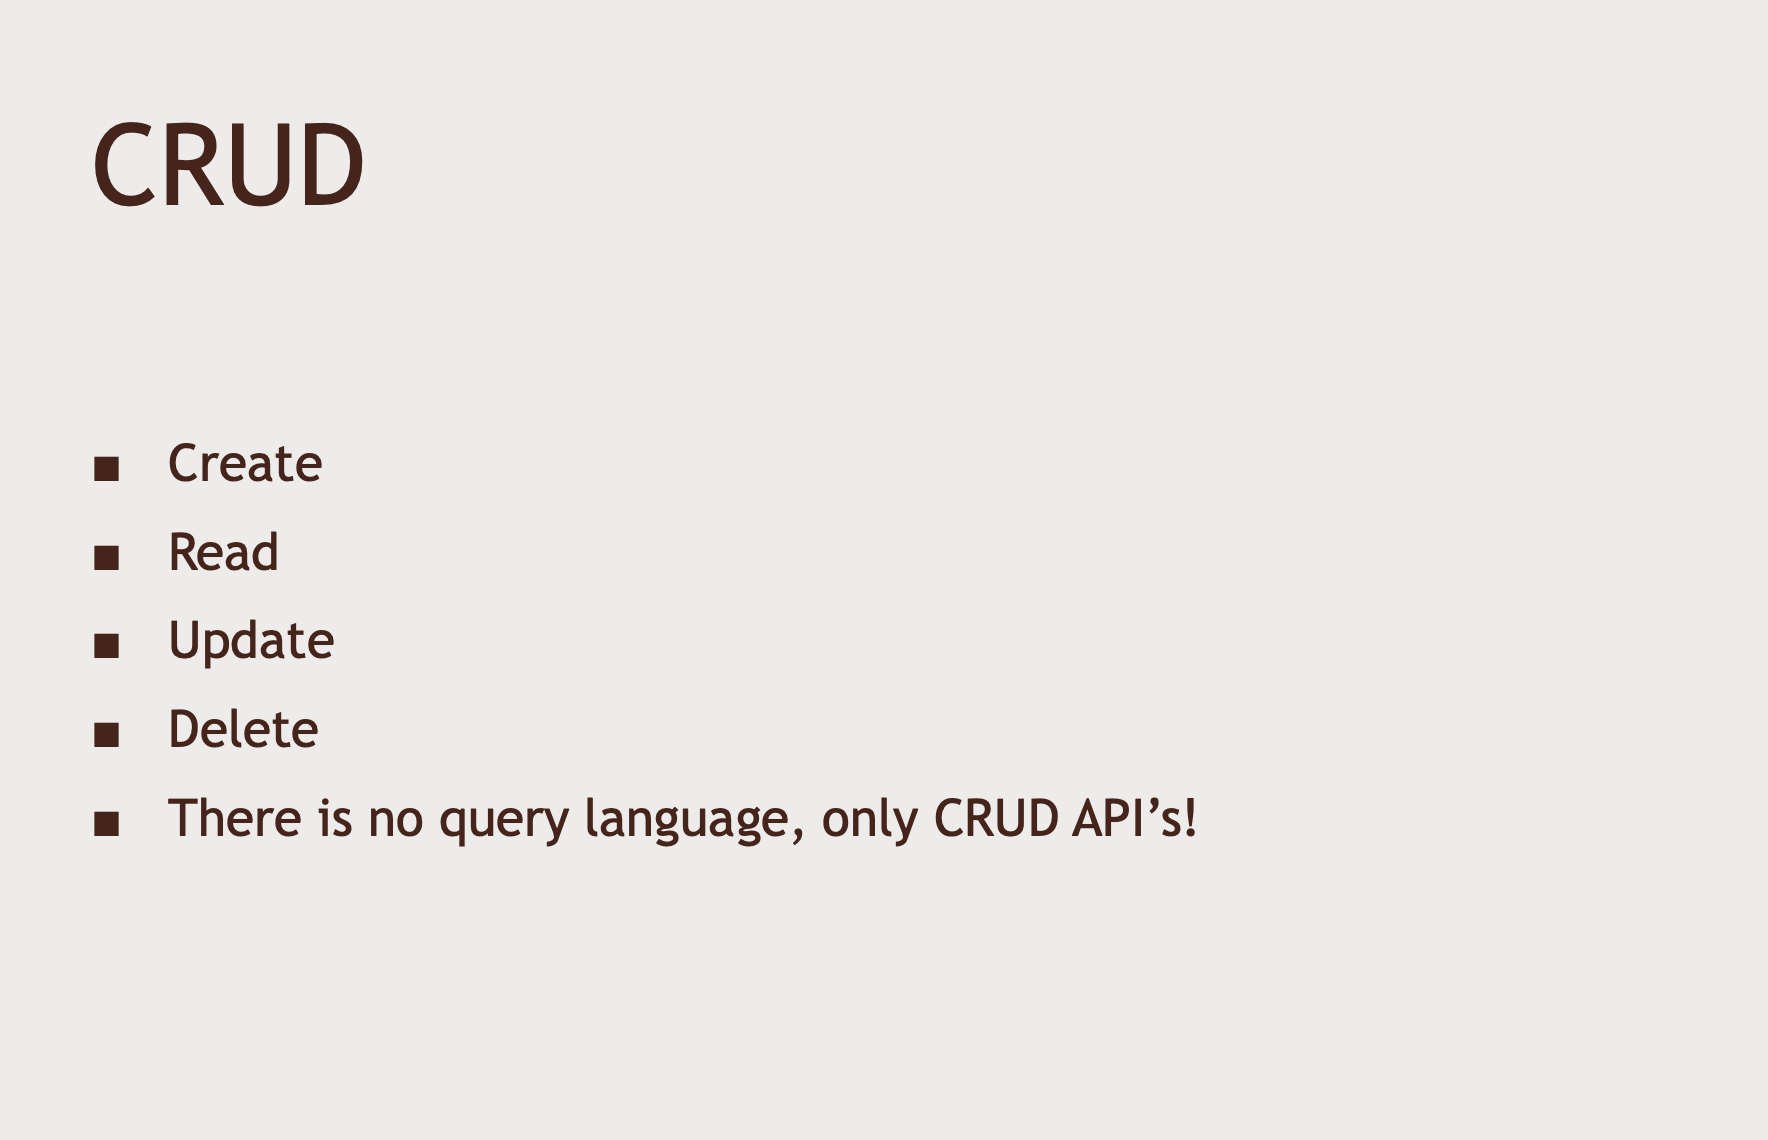 CRUD
■ Create
■ Read
■ Update
■ Delete
■ There is no query language, only CRUD API’s!